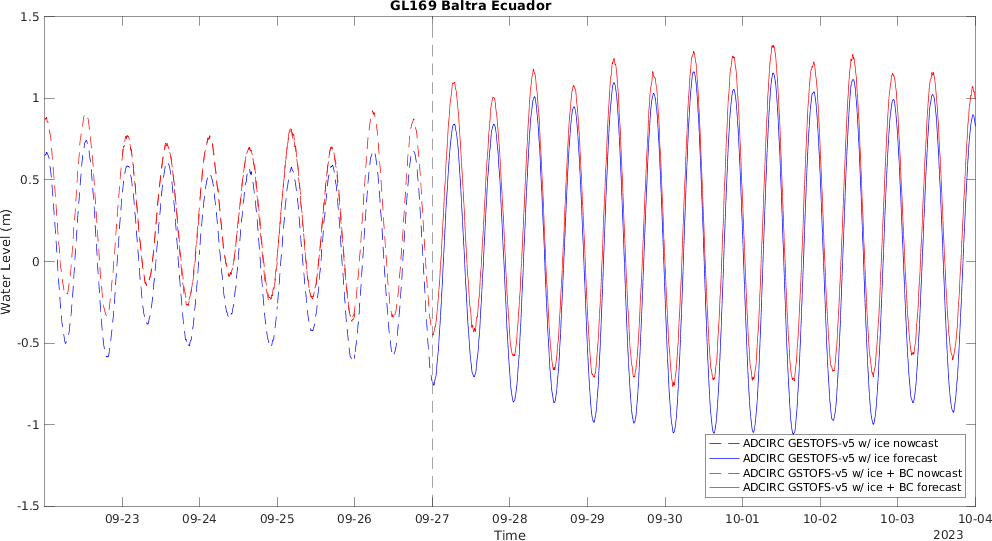 GL169 Baltra Ecuador
Water Level (m)
1.5
1
0.5
0
-0.5
-1
-1.5
ADCIRC GESTOFS-v5 w/ ice nowcast
ADCIRC GESTOFS-v5 w/ ice forecast
ADCIRC GSTOFS-v5 w/ ice + BC nowcast
ADCIRC GSTOFS-v5 w/ ice + BC forecast
09-23 09-24 09-25 09-26 09-27 09-28 09-29 09-30 10-01 10-02 10-03 10-04
Time
2023